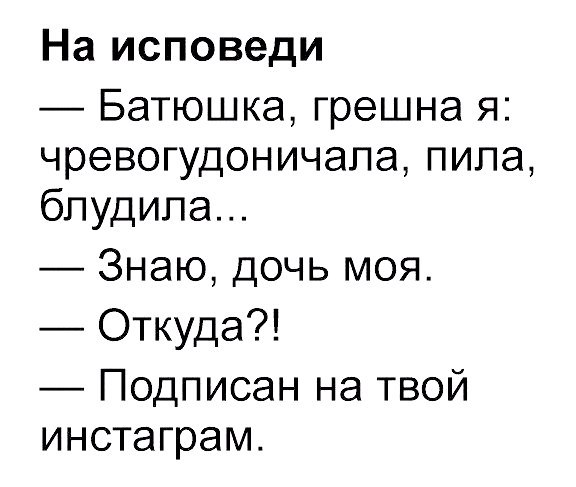 На исповеди
— Батюшка, грешна я:
чревогудоничала, пила,
блудила...
— Знаю, дочь моя.
— Откуда?!
— Подписан на твой
инстаграм.